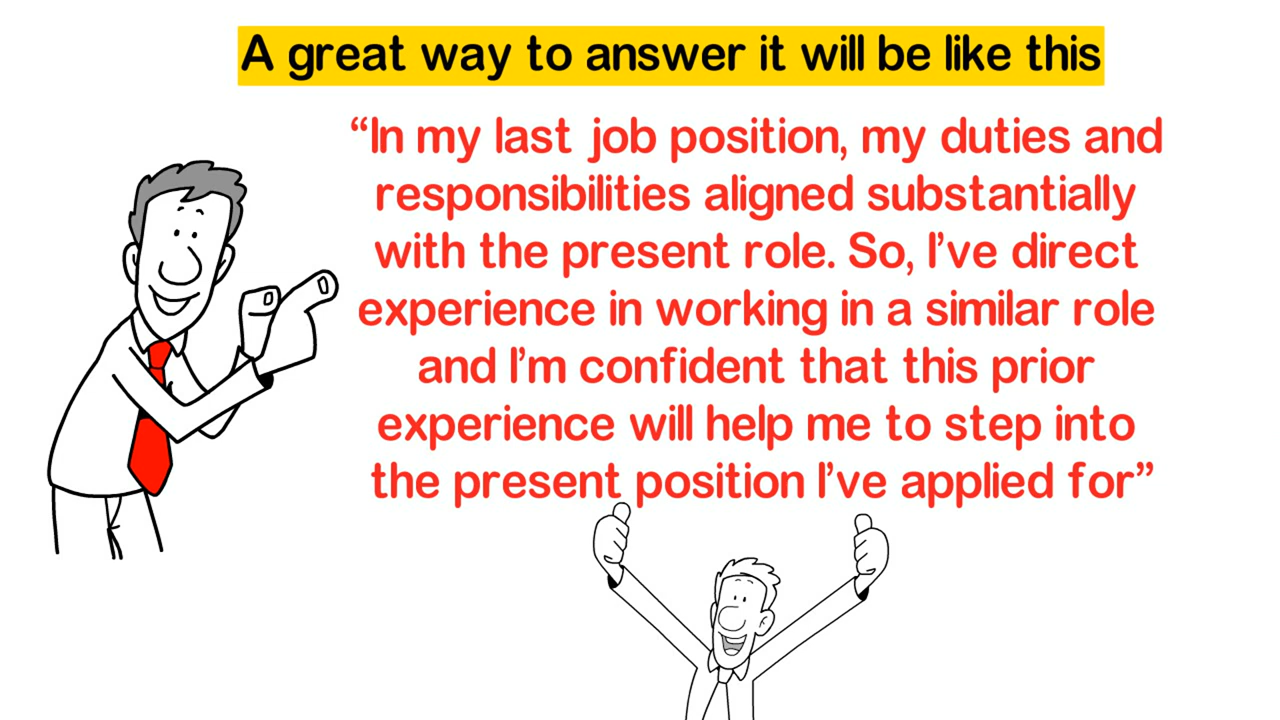 A great way to answer it will be like this
“In my last job position, my duties and
responsibilities aligned substantially
with the present role. So, I’ve direct
experience in working in a similar role
and I’m confident that this prior
experience will help me to step into
the present position I’ve applied for”